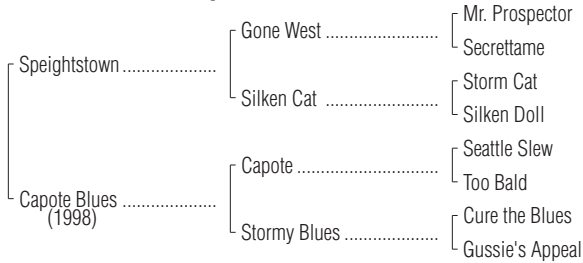 Mr. Prospector
Gone West ........................
Secrettame
Speightstown ....................
Storm Cat
Silken Cat ........................
Silken Doll
Seattle Slew
Capote ..............................
Too Bald
Capote Blues ....................
(1998)
Cure the Blues
Stormy Blues ....................
Gussie's Appeal